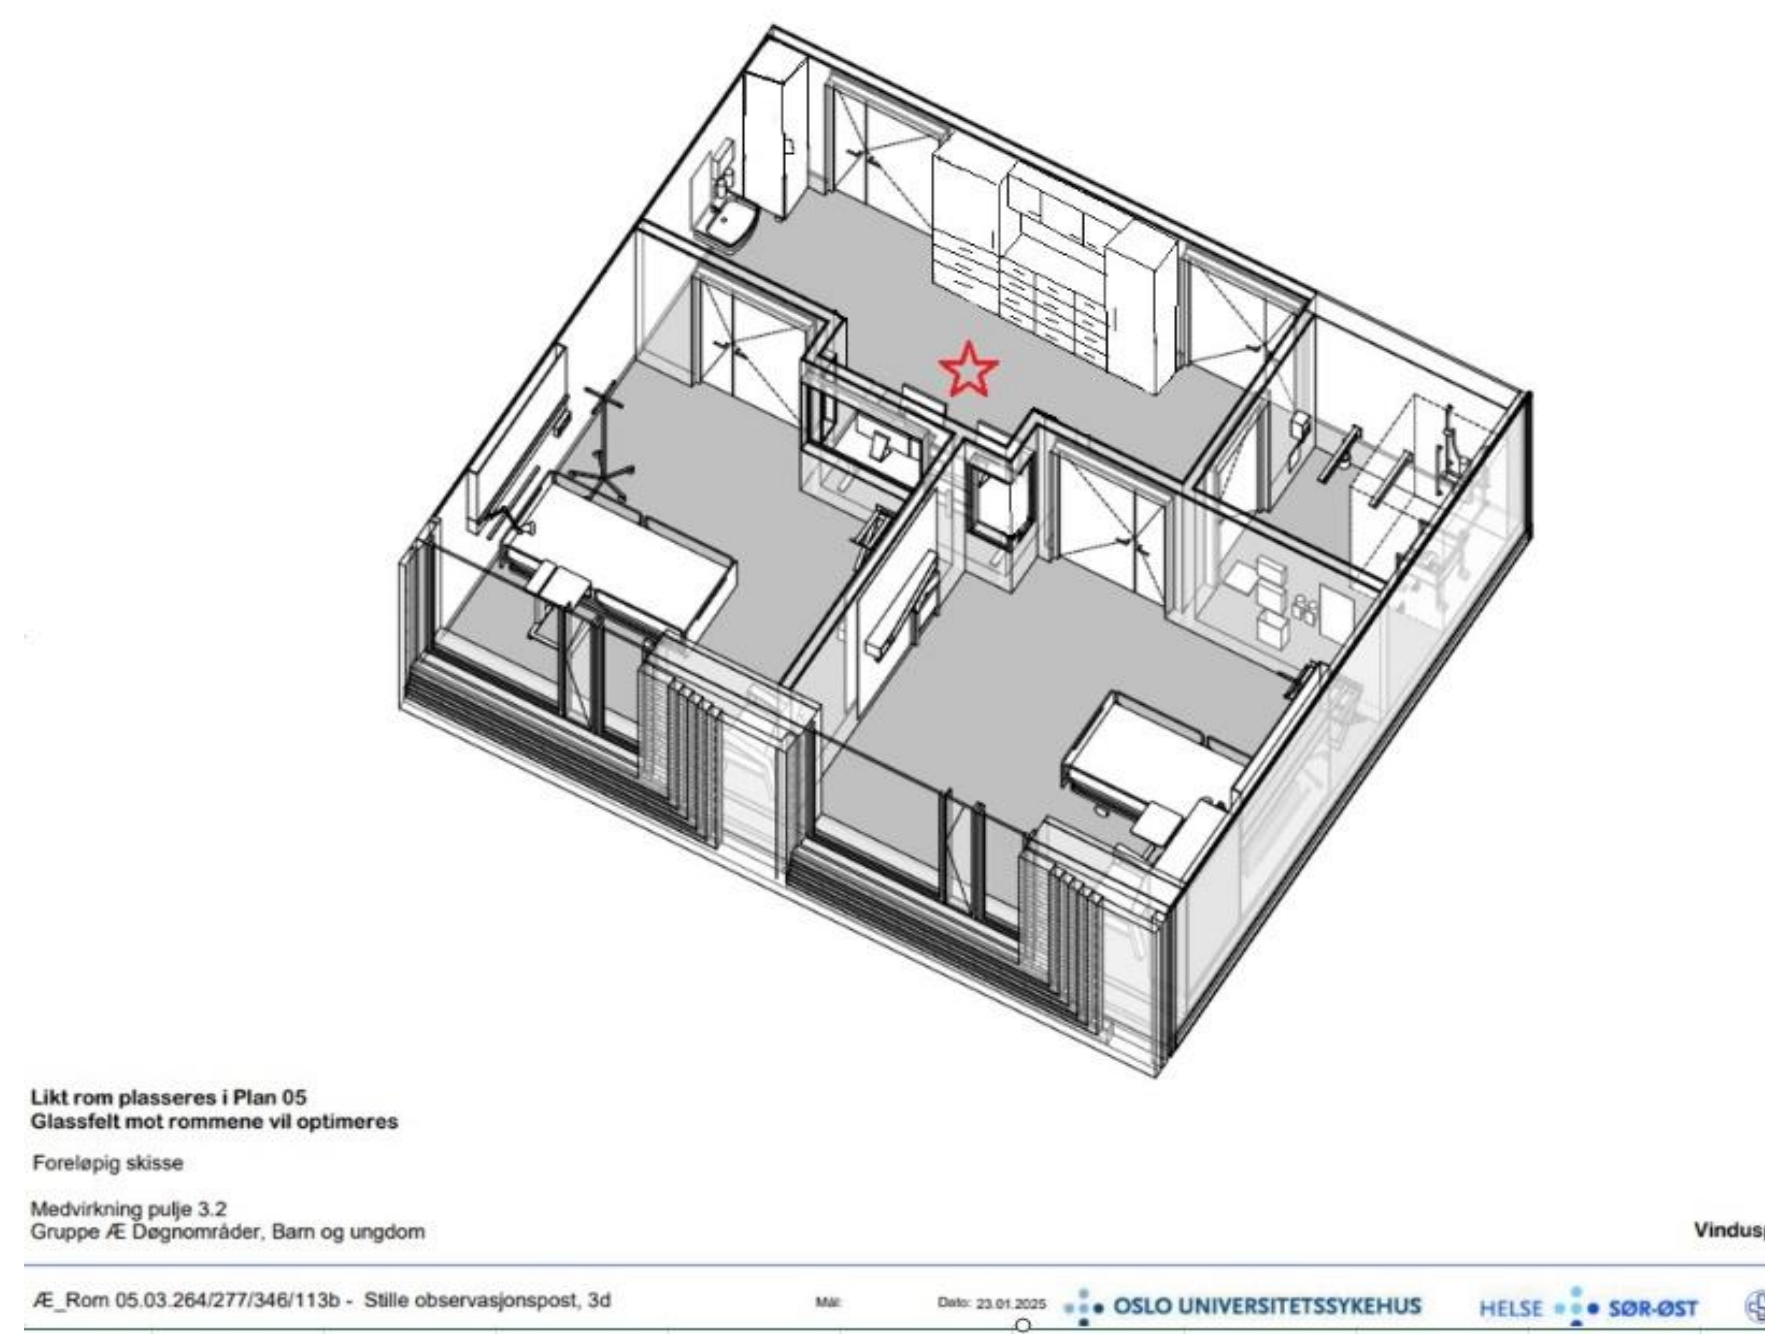 Likt rom plasseres i Plan 05
Glassfelt mot rommene vil optimeres
Foreløpig skisse
Medvirkning pulje 3.2
Gruppe Æ Døgnområder, Barn og ungdom
Vindusp
Æ_Rom 05.03.264/277/346/113b - Stille observasjonspost, 3d
Mål:
Dato: 23.01.2025
OSLO UNIVERSITETSSYKEHUS
HELSE SØR-ØST